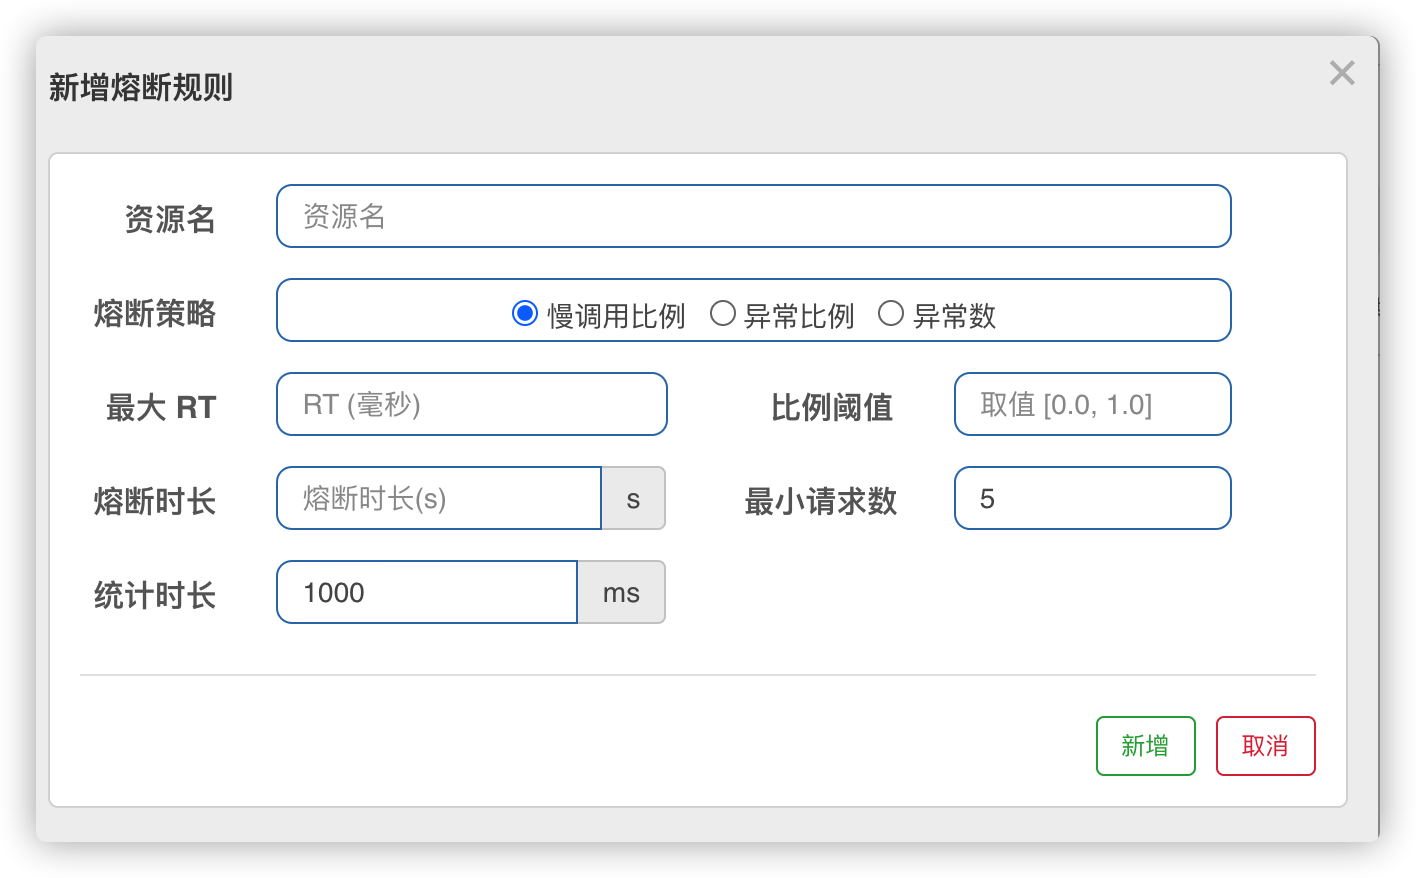 新增熔断规则
×
资源名 资源名
熔断策略 慢调用比例 异常比例 异常数
最大 RT RT (毫秒) 比例阈值 取值 [0.0, 1.0]
熔断时长 熔断时长(s) s 最小请求数 5
统计时长 1000 ms
新增 取消